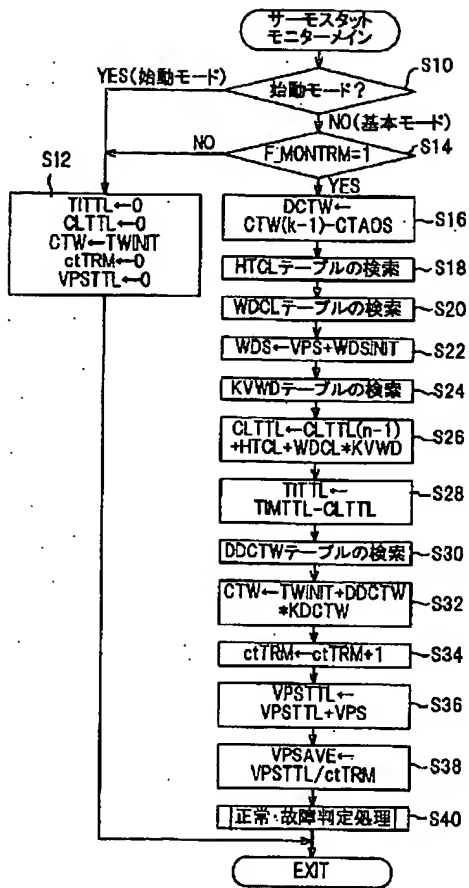 サーモスタット
モニターメイン
S10
YES(始動モード)
始動モード?
NO(基本モード)
S14
NO
F_MONTRM=1
S12
YES
TITTL←0
CLTTL←0
CTW←TWINIT
ctTRM←0
VPSTTL←0
DCTW←
CTW(k-1)-CTAOS
S16
HTCLテーブルの検索
S18
WDCLテーブルの検索
S20
WDS←VPS+WDSINIT
S22
KVWDテーブルの検索
S24
CLTTL←CLTTL(n-1)
+HTCL+WDCL*KVWD
S26
TITTL←
TIMTTL-CLTTL
S28
DDCTWテーブルの検索
S30
CTW←TWINIT+DDCTW
*KDCTW
S32
ctTRM←ctTRM+1
S34
VPSTTL←
VPSTTL+VPS
S36
VPSAVE←
VPSTTL/ctTRM
S38
正常・故障判定処理
S40
EXIT